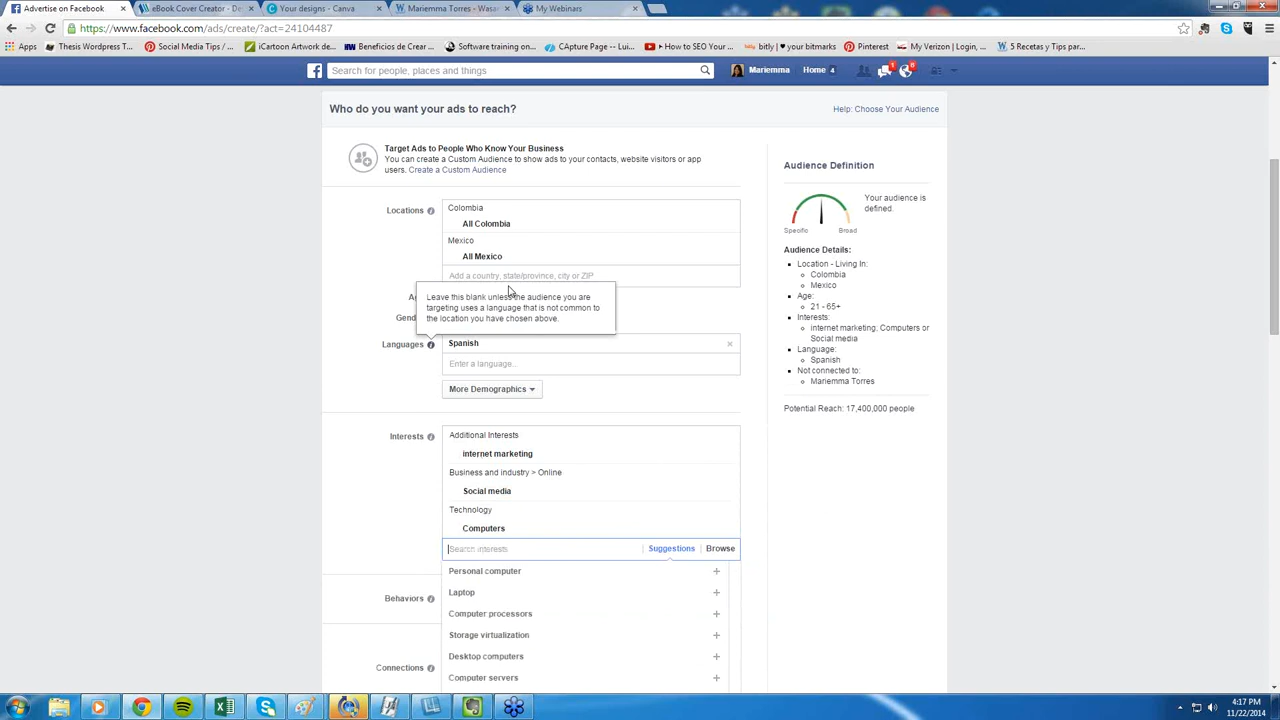 Advertise on Facebook
eBook Cover Creator - De
Your designs - Canva
Mariemma Torres - Wasa
My Webinars
https://www.facebook.com/ads/create/?act=24104487
Apps
Thesis Wordpress T...
Social Media Tips / ...
iCartoon Artwork de...
Beneficios de Crear ...
Software training on...
CApture Page -- Lui...
How to SEO Your ...
bitly | ♥ your bitmarks
Pinterest
My Verizon | Login, ...
5 Recetas y Tips par...
Search for people, places and things
Mariemma
Home 4
1
6
Who do you want your ads to reach?
Help: Choose Your Audience
Target Ads to People Who Know Your Business
You can create a Custom Audience to show ads to your contacts, website visitors or app
users. Create a Custom Audience
Locations
Colombia
All Colombia
Mexico
All Mexico
Add a country, state/province, city or ZIP
Leave this blank unless the audience you are
targeting uses a language that is not common to
the location you have chosen above.
Languages
Spanish
Enter a language...
More Demographics
Interests
Additional Interests
internet marketing
Business and industry > Online
Social media
Technology
Computers
Search interests
Suggestions
Browse
Personal computer
Laptop
Computer processors
Storage virtualization
Desktop computers
Computer servers
Behaviors
Connections
Audience Definition
Your audience is
defined.
Specific
Broad
Audience Details:
Location - Living In:
Colombia
Mexico
Age:
21 - 65+
Interests:
internet marketing, Computers or
Social media
Language:
Spanish
Not connected to:
Mariemma Torres
Potential Reach: 17,400,000 people
4:17 PM
11/22/2014